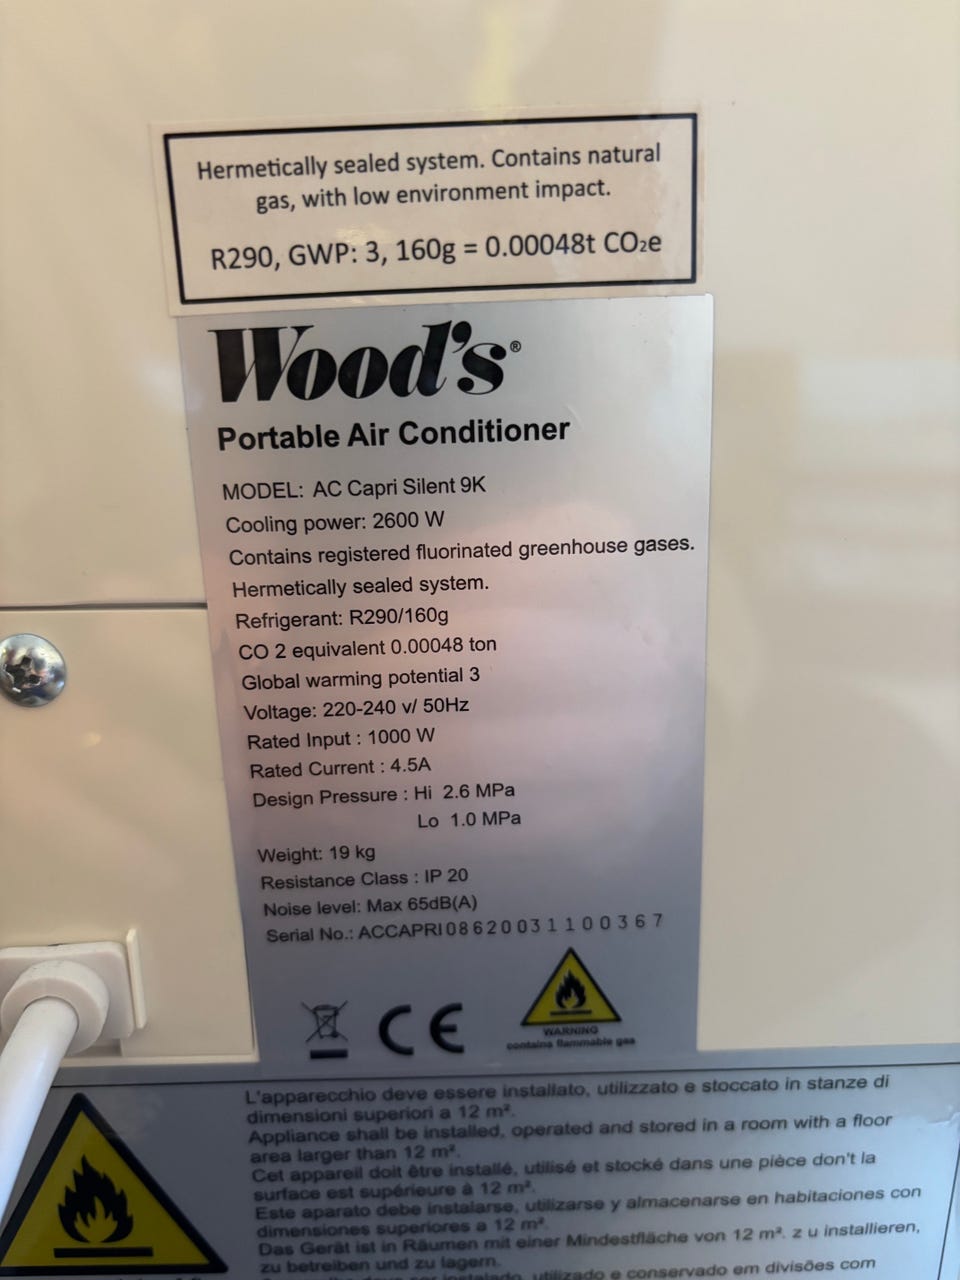 Hermetically sealed system. Contains natural
gas, with low environment impact.
R290, GWP: 3, 160g = 0.00048t CO₂e
Wood's®
Portable Air Conditioner
MODEL: AC Capri Silent 9K
Cooling power: 2600 W
Contains registered fluorinated greenhouse gases.
Hermetically sealed system.
Refrigerant: R290/160g
CO 2 equivalent 0.00048 ton
Global warming potential 3
Voltage: 220-240 v/ 50Hz
Rated Input : 1000 W
Rated Current : 4.5A
Design Pressure : Hi 2.6 MPa
Lo 1.0 MPa
Weight: 19 kg
Resistance Class : IP 20
Noise level: Max 65dB(A)
Serial No.: ACCAPRI08620031100367
CE
WARNING
contains flammable gas
L'apparecchio deve essere installato, utilizzato e stoccato in stanze di
dimensioni superiori a 12 m².
Appliance shall be installed, operated and stored in a room with a floor
area larger than 12 m².
Cet appareil doit être installé, utilisé et stocké dans une pièce don't la
surface est supérieure à 12 m².
Este aparato debe instalarse, utilizarse y almacenarse en habitaciones con
dimensiones superiores a 12 m².
Das Gerät ist in Räumen mit einer Mindestfläche von 12 m². z u installieren,
zu betreiben und zu lagern.
instalado, utilizado e conservado em divisões com